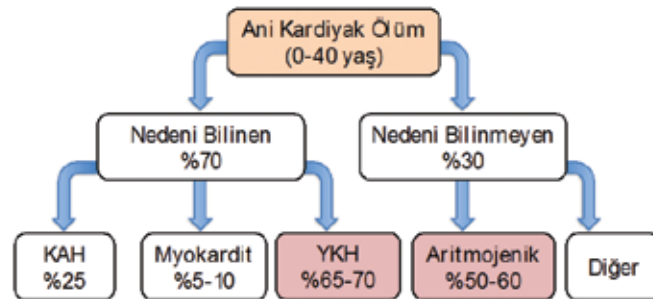 Ani Kardiyak Ölüm
(0-40 yaş)
Nedeni Bilinen
%70
Nedeni Bilinmeyen
%30
KAH
%25
Myokardit
%5-10
YKH
%65-70
Aritmojenik
%50-60
Diğer